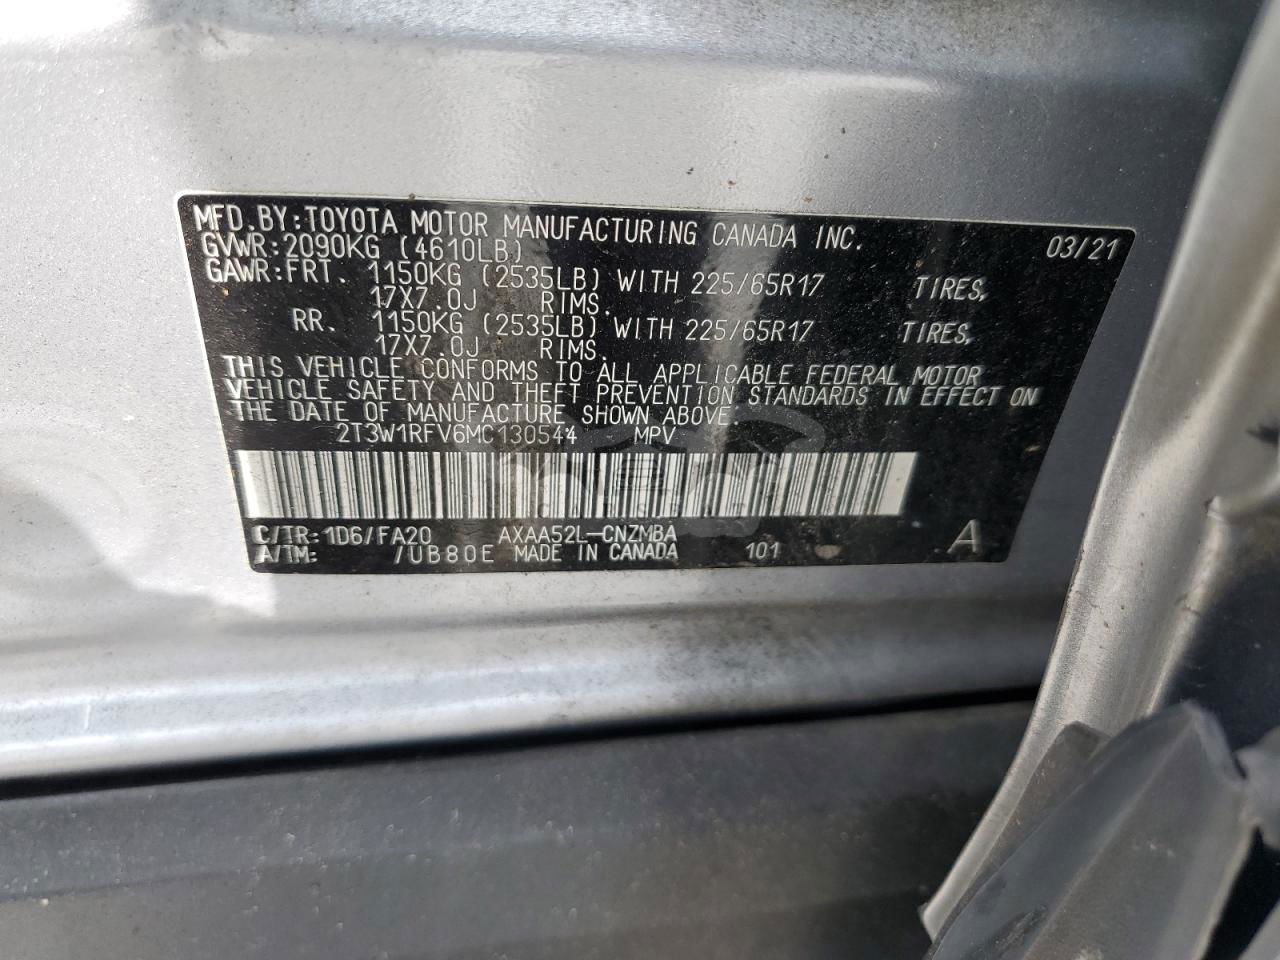 MFD.BY:TOYOTA MOTOR MANUFACTURING CANADA INC. 03/21
GVWR:2090KG (4610LB)
GAWR:FRT. 1150KG (2535LB) WITH 225/65R17 TIRES,
17X7.0J RIMS.
RR. 1150KG (2535LB) WITH 225/65R17 TIRES,
17X7.0J RIMS.
THIS VEHICLE CONFORMS TO ALL APPLICABLE FEDERAL MOTOR
VEHICLE SAFETY AND THEFT PREVENTION STANDARDS IN EFFECT ON
THE DATE OF MANUFACTURE SHOWN ABOVE:
2T3W1RFV6MC130544 MPV
C/TR:1D6/FA20 AXAA52L-CNZMBA A
A/TM: /UB80E MADE IN CANADA 101